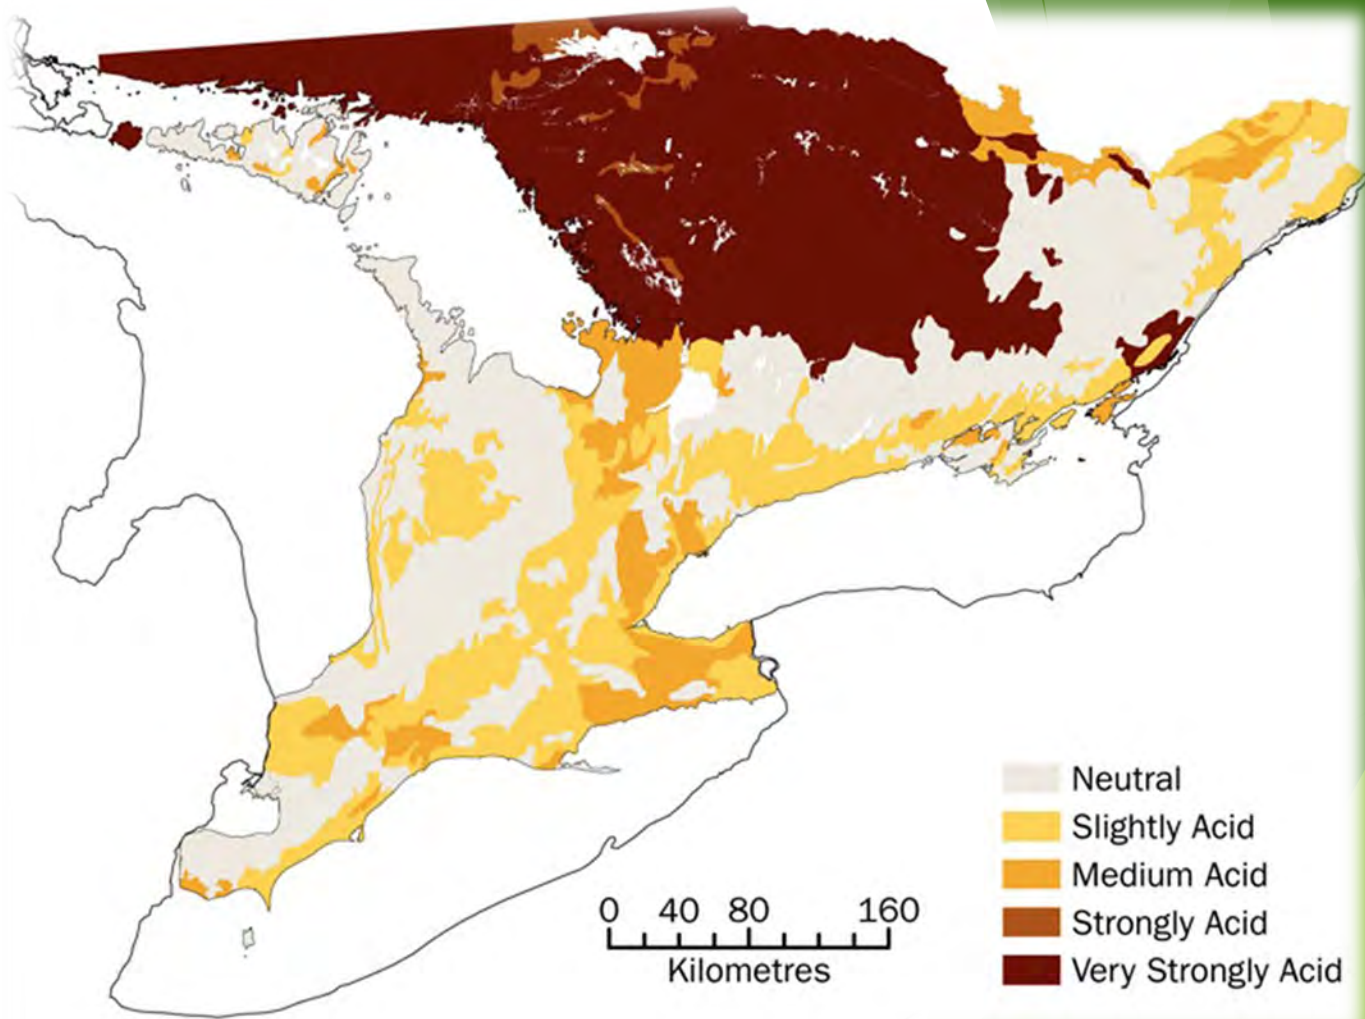 Neutral
Slightly Acid
Medium Acid
Strongly Acid
Very Strongly Acid
0 40 80 160
Kilometres